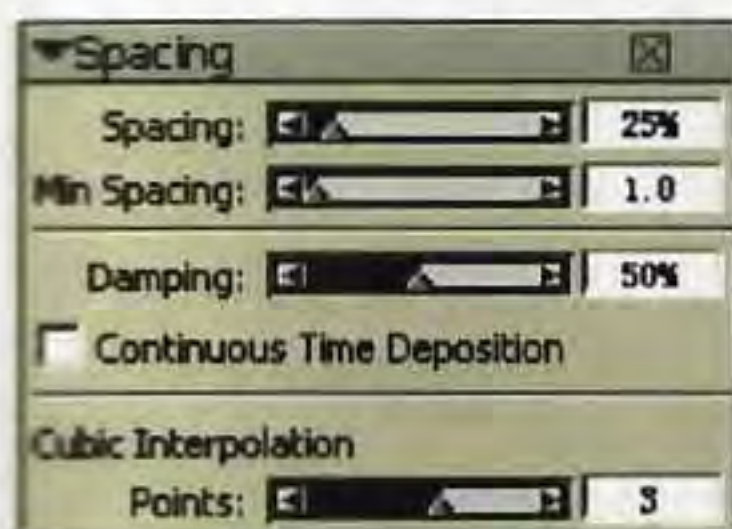 Spacing
Spacing: 25%
Min Spacing: 1.0
Damping: 50%
Continuous Time Deposition
Cubic Interpolation
Points: 3